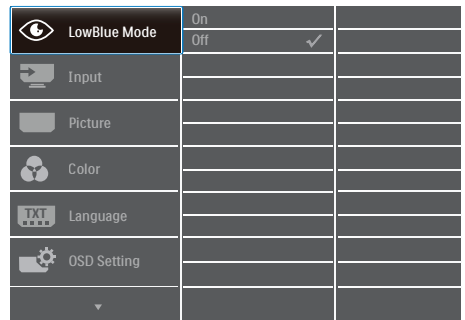 LowBlue Mode
On
Off
Input
Picture
Color
TXT
Language
OSD Setting